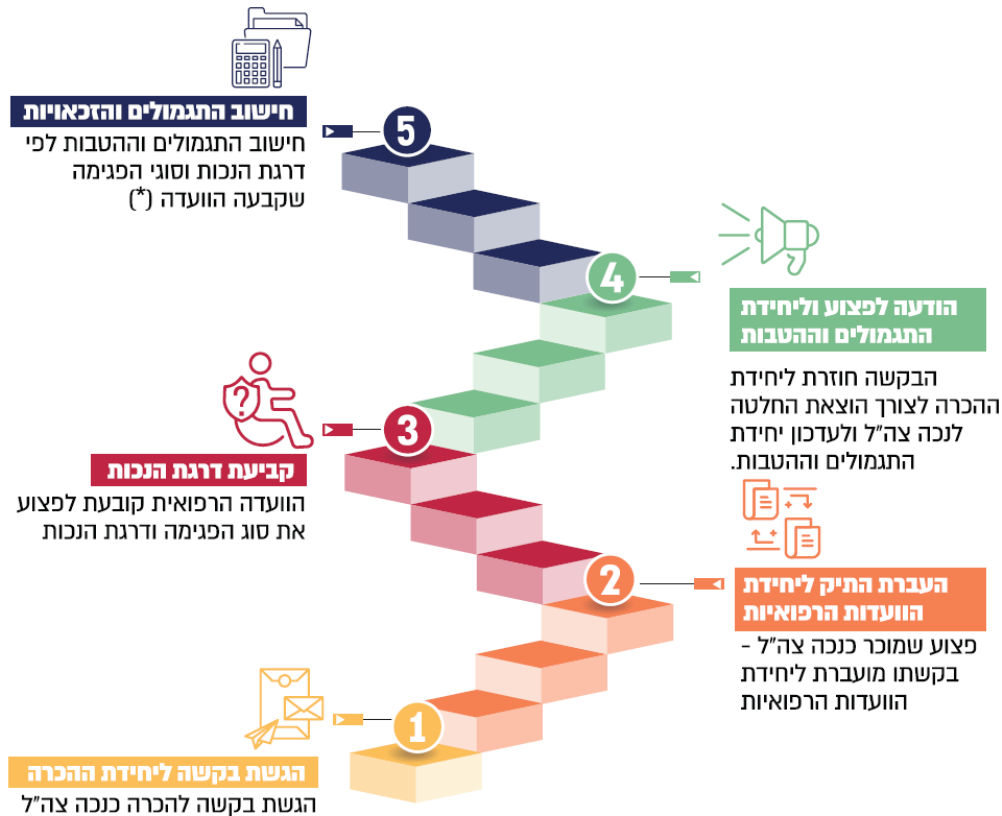 5
חישוב התגמולים והזכאויות
חישוב התגמולים וההטבות לפי
דרגת הנכות וסוגי הפגימה
שקבעה הוועדה (*)
4
הודעה לפצוע וליחידת
התגמולים וההטבות
הבקשה חוזרת ליחידת
ההכרה לצורך הוצאת החלטה
לנכה צה"ל ולעדכון יחידת
התגמולים וההטבות.
?
3
קביעת דרגת הנכות
הוועדה הרפואית קובעת לפצוע
את סוג הפגימה ודרגת הנכות
2
העברת התיק ליחידת
הוועדות הרפואיות
פצוע שמוכר כנכה צה"ל -
בקשתו מועברת ליחידת
הוועדות הרפואיות
1
הגשת בקשה ליחידת ההכרה
הגשת בקשה להכרה כנכה צה"ל